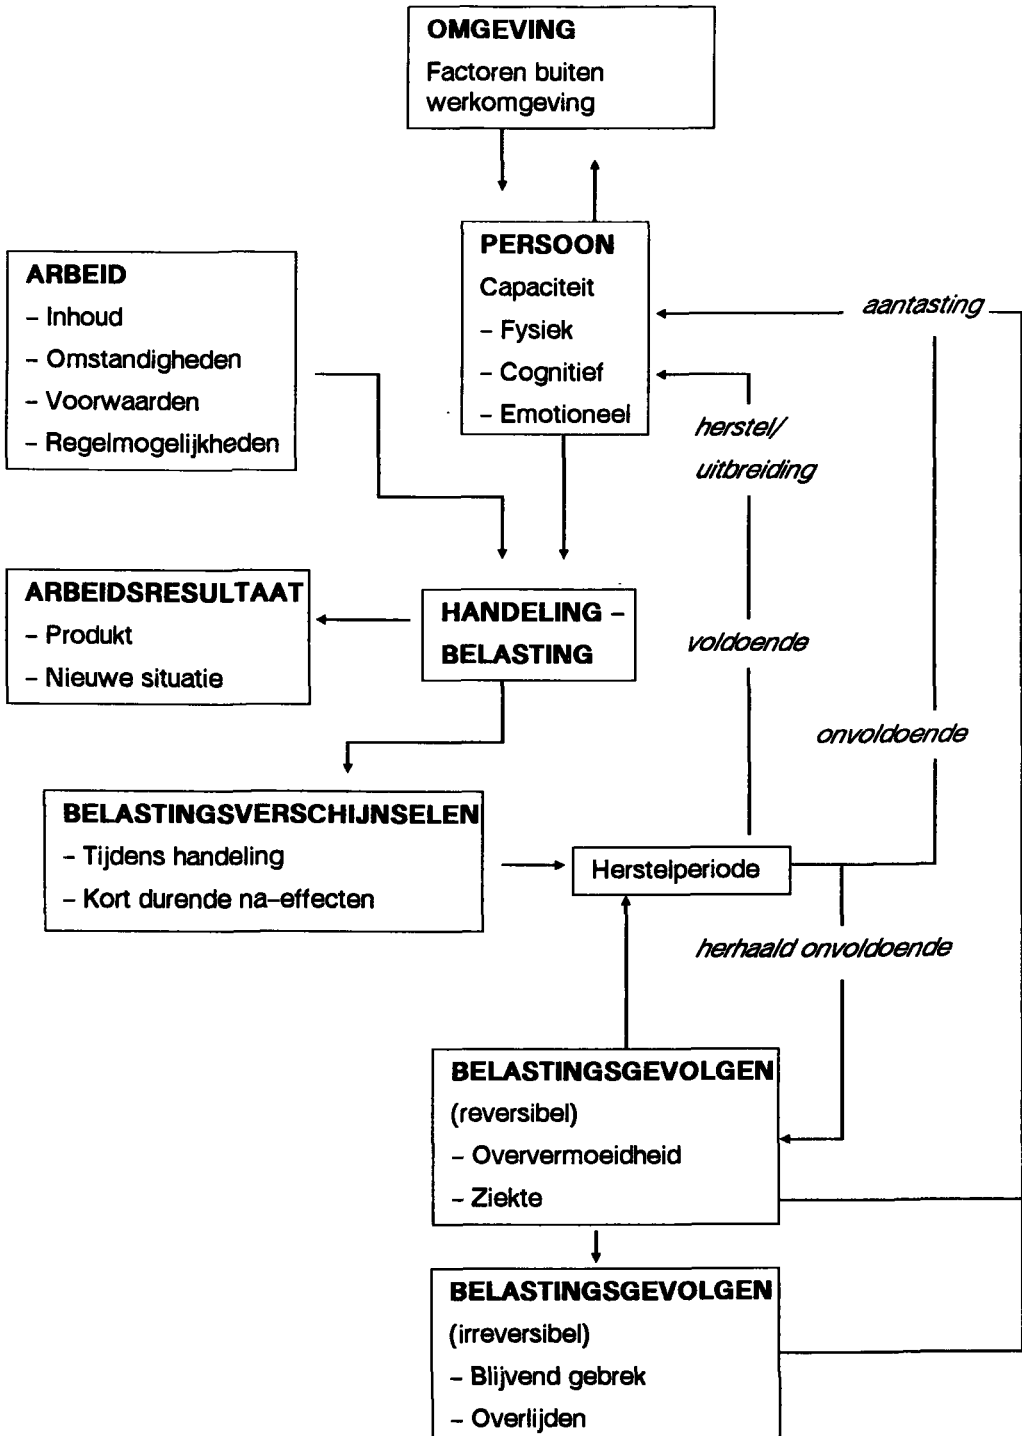 OMGEVING
Factoren buiten
werkomgeving
PERSOON
Capaciteit
– Fysiek
– Cognitief
– Emotioneel
ARBEID
– Inhoud
– Omstandigheden
– Voorwaarden
– Regelmogelijkheden
aantasting
herstel/
uitbreiding
ARBEIDSRESULTAAT
– Produkt
– Nieuwe situatie
HANDELING –
BELASTING
voldoende
onvoldoende
BELASTINGSVERSCHIJNSELEN
– Tijdens handeling
– Kort durende na-effecten
Herstelperiode
herhaald onvoldoende
BELASTINGSGEVOLGEN
(reversibel)
– Oververmoeidheid
– Ziekte
BELASTINGSGEVOLGEN
(irreversibel)
– Blijvend gebrek
– Overlijden